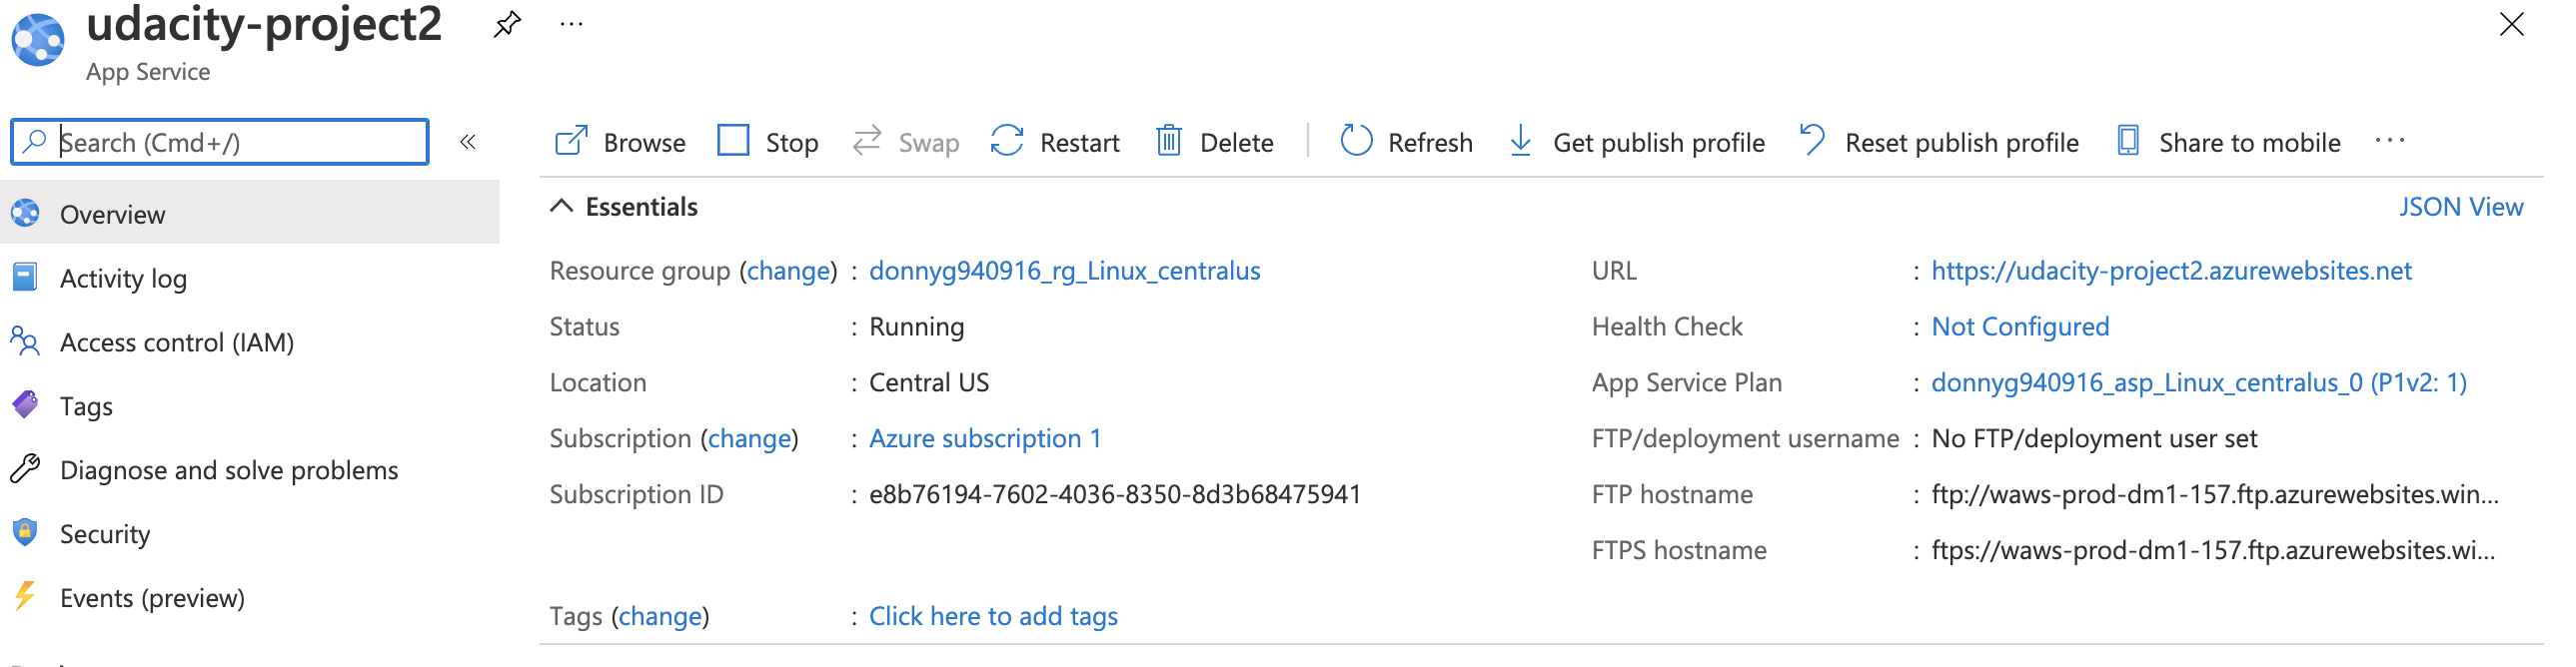 udacity-project2
App Service
Search (Cmd+/)
«
Browse
Stop
Swap
Restart
Delete
Refresh
Get publish profile
Reset publish profile
Share to mobile
Overview
Activity log
Access control (IAM)
Tags
Diagnose and solve problems
Security
Events (preview)
Essentials
JSON View
Resource group (change) : donnyg940916_rg_Linux_centralus
Status : Running
Location : Central US
Subscription (change) : Azure subscription 1
Subscription ID : e8b76194-7602-4036-8350-8d3b68475941
URL : https://udacity-project2.azurewebsites.net
Health Check : Not Configured
App Service Plan : donnyg940916_asp_Linux_centralus_0 (P1v2: 1)
FTP/deployment username : No FTP/deployment user set
FTP hostname : ftp://waws-prod-dm1-157.ftp.azurewebsites.win...
FTPS hostname : ftps://waws-prod-dm1-157.ftp.azurewebsites.wi...
Tags (change) : Click here to add tags